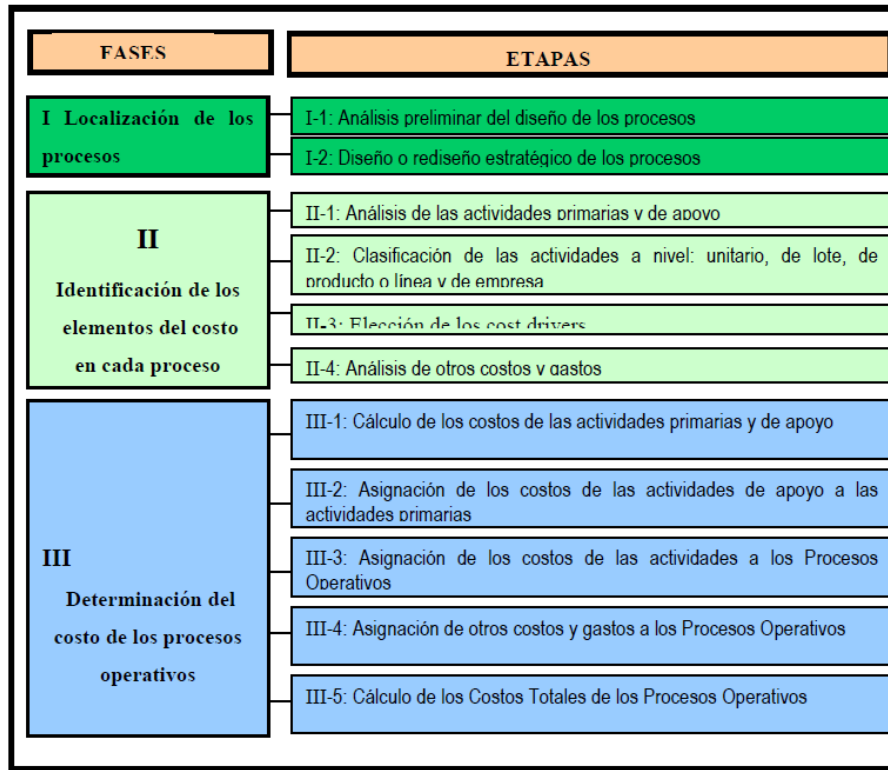 FASES
ETAPAS
I Localización de los
procesos
I-1: Análisis preliminar del diseño de los procesos
I-2: Diseño o rediseño estratégico de los procesos
II
Identificación de los
elementos del costo
en cada proceso
II-1: Análisis de las actividades primarias y de apoyo
II-2: Clasificación de las actividades a nivel: unitario, de lote, de
producto o línea y de empresa
II-3: Elección de los cost drivers
II-4: Análisis de otros costos y gastos
III
Determinación del
costo de los procesos
operativos
III-1: Cálculo de los costos de las actividades primarias y de apoyo
III-2: Asignación de los costos de las actividades de apoyo a las
actividades primarias
III-3: Asignación de los costos de las actividades a los Procesos
Operativos
III-4: Asignación de otros costos y gastos a los Procesos Operativos
III-5: Cálculo de los Costos Totales de los Procesos Operativos